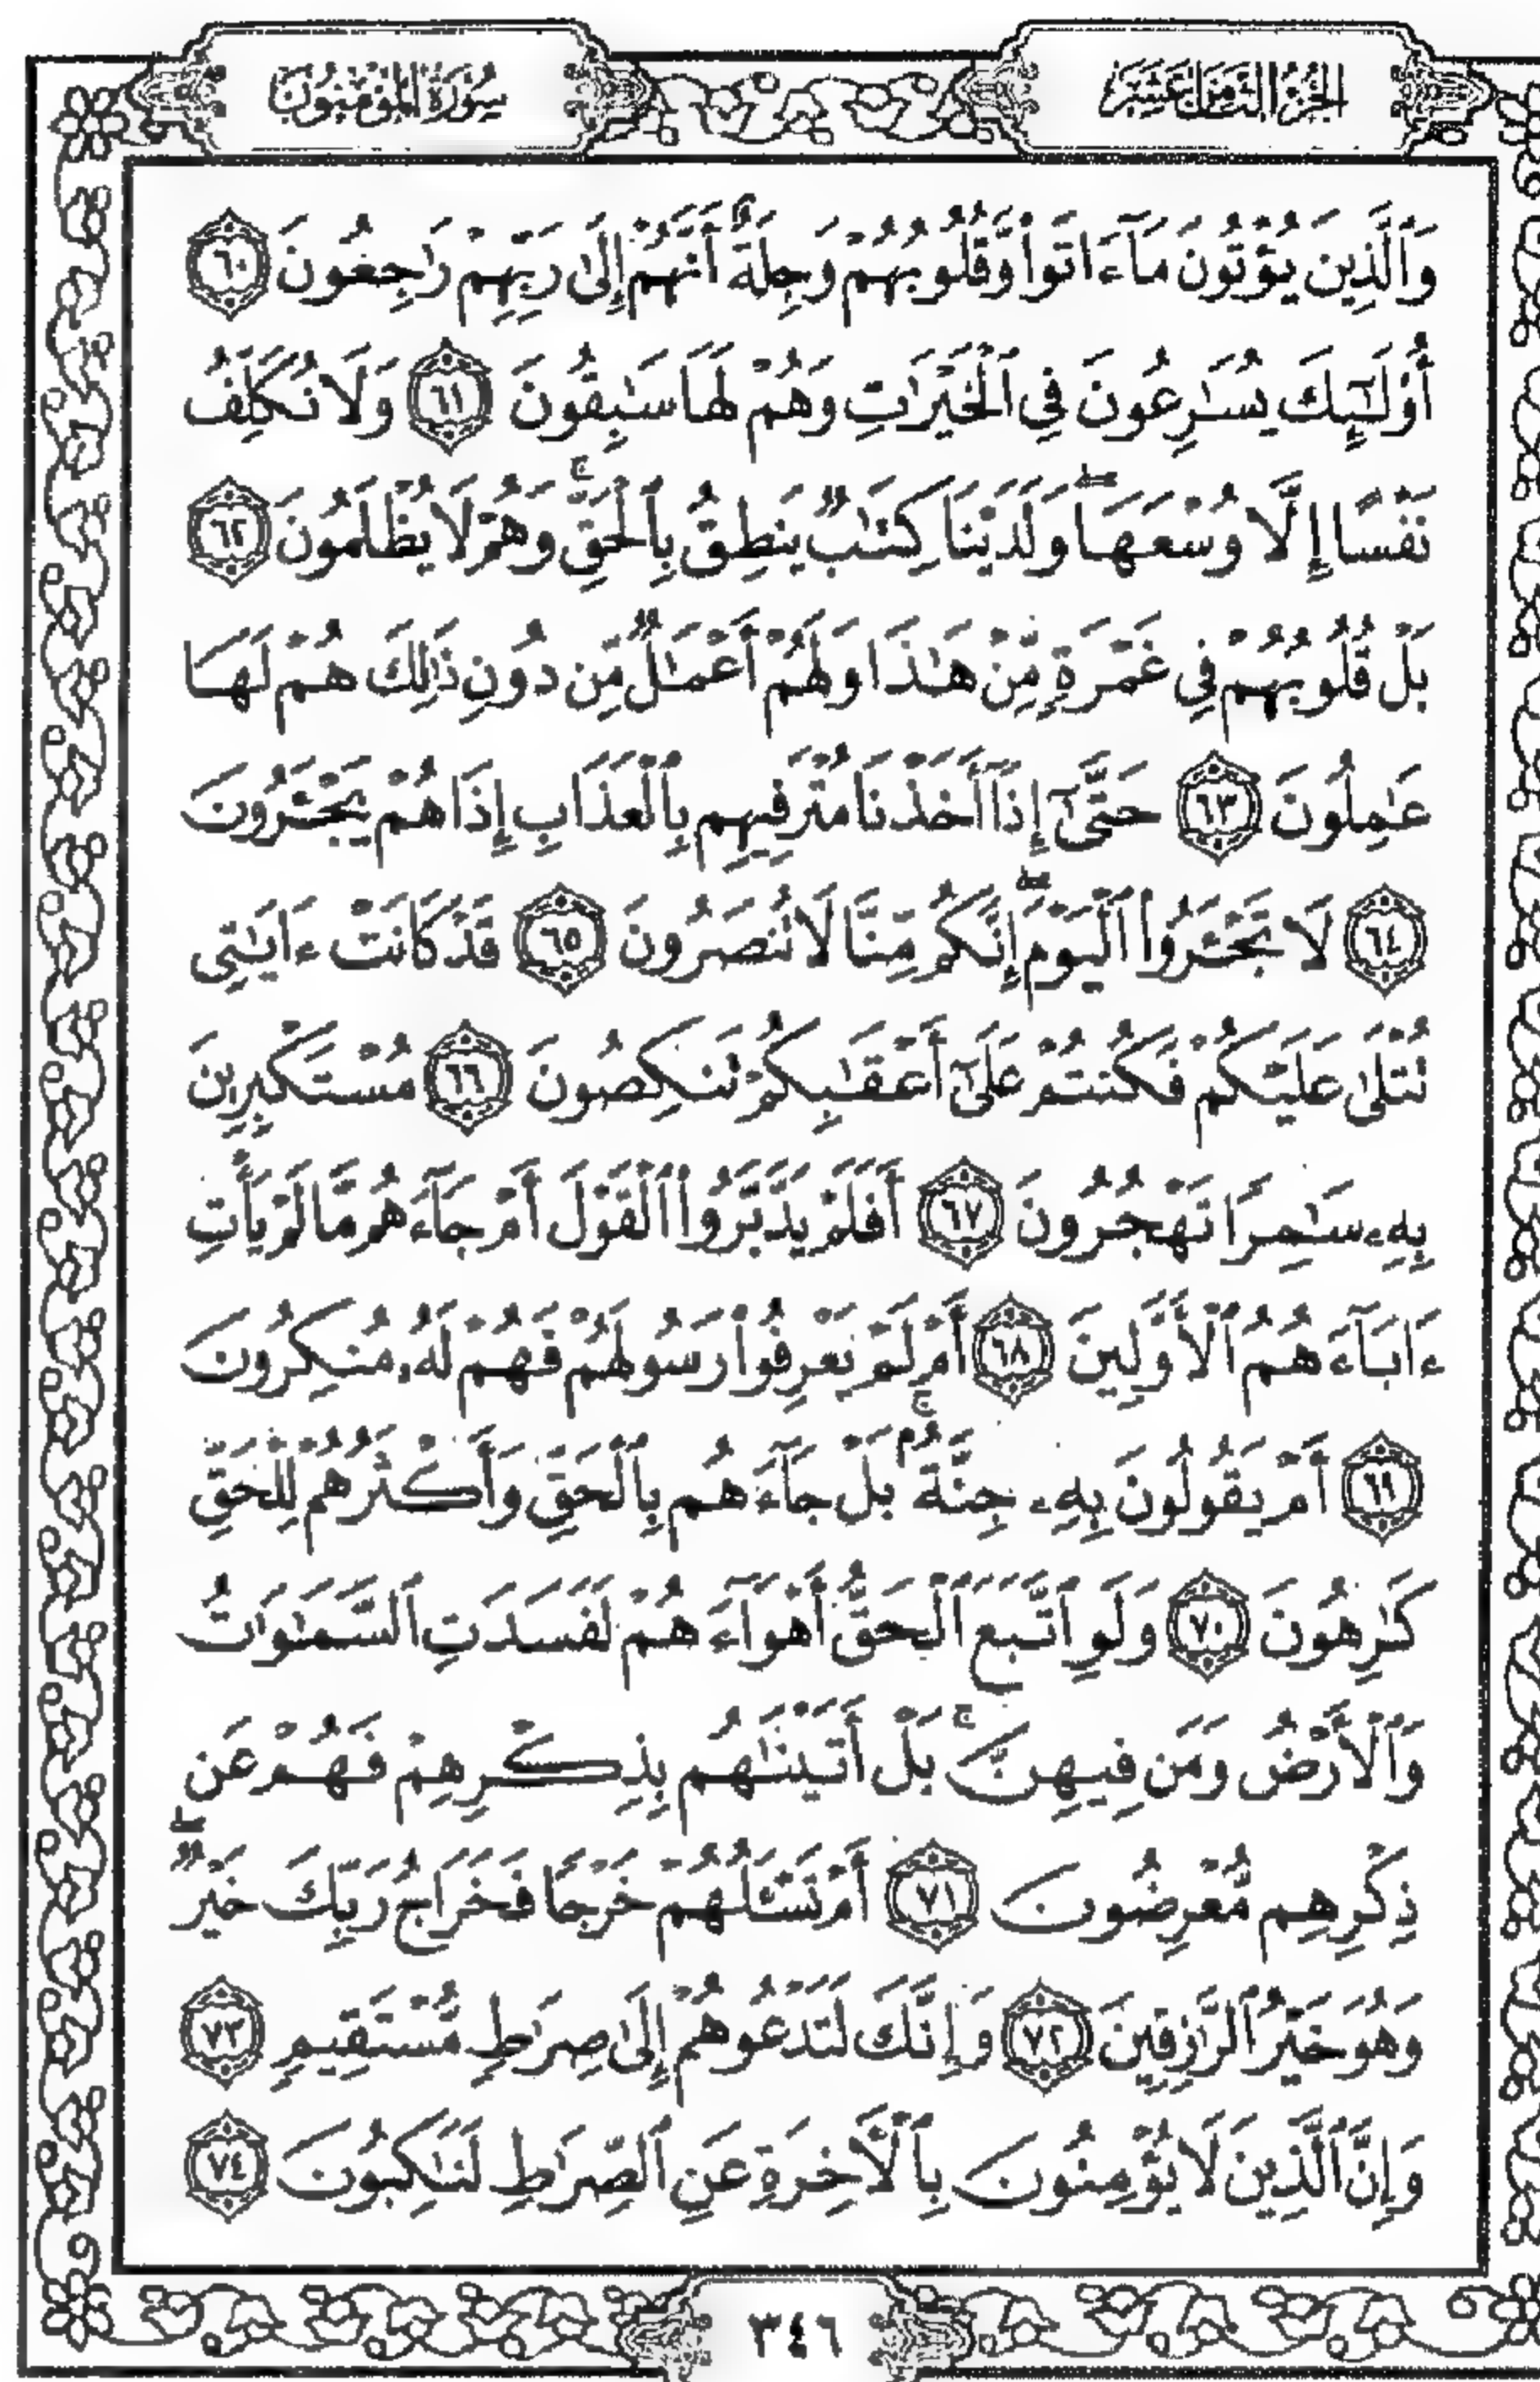 الجزء الثامن عشر
سورة المؤمنون
وَٱلَّذِينَ يُؤْتُونَ مَآ ءَاتَوا۟ وَّقُلُوبُهُمْ وَجِلَةٌ أَنَّهُمْ إِلَىٰ رَبِّهِمْ رَٰجِعُونَ ٦٠
أُو۟لَـٰٓئِكَ يُسَـٰرِعُونَ فِى ٱلْخَيْرَٰتِ وَهُمْ لَهَا سَـٰبِقُونَ ٦١ وَلَا نُكَلِّفُ
نَفْسًا إِلَّا وُسْعَهَا ۖ وَلَدَيْنَا كِتَـٰبٌ يَنطِقُ بِٱلْحَقِّ ۚ وَهُمْ لَا يُظْلَمُونَ ٦٢
بَلْ قُلُوبُهُمْ فِى غَمْرَةٍ مِّنْ هَـٰذَا وَلَهُمْ أَعْمَـٰلٌ مِّن دُونِ ذَٰلِكَ هُمْ لَهَا
عَـٰمِلُونَ ٦٣ حَتَّىٰٓ إِذَآ أَخَذْنَا مُتْرَفِيهِم بِٱلْعَذَابِ إِذَا هُمْ يَجْـَٔرُونَ
٦٤ لَا تَجْـَٔرُوا۟ ٱلْيَوْمَ ۖ إِنَّكُم مِّنَّا لَا تُنصَرُونَ ٦٥ قَدْ كَانَتْ ءَايَـٰتِى
تُتْلَىٰ عَلَيْكُمْ فَكُنتُمْ عَلَىٰٓ أَعْقَـٰبِكُمْ تَنكِصُونَ ٦٦ مُسْتَكْبِرِينَ
بِهِۦ سَـٰمِرًا تَهْجُرُونَ ٦٧ أَفَلَمْ يَدَّبَّرُوا۟ ٱلْقَوْلَ أَمْ جَآءَهُم مَّا لَمْ يَأْتِ
ءَابَآءَهُمُ ٱلْأَوَّلِينَ ٦٨ أَمْ لَمْ يَعْرِفُوا۟ رَسُولَهُمْ فَهُمْ لَهُۥ مُنكِرُونَ
٦٩ أَمْ يَقُولُونَ بِهِۦ جِنَّةٌۢ ۚ بَلْ جَآءَهُم بِٱلْحَقِّ وَأَكْثَرُهُمْ لِلْحَقِّ
كَـٰرِهُونَ ٧٠ وَلَوِ ٱتَّبَعَ ٱلْحَقُّ أَهْوَآءَهُمْ لَفَسَدَتِ ٱلسَّمَـٰوَٰتُ
وَٱلْأَرْضُ وَمَن فِيهِنَّ ۚ بَلْ أَتَيْنَـٰهُم بِذِكْرِهِمْ فَهُمْ عَن
ذِكْرِهِم مُّعْرِضُونَ ٧١ أَمْ تَسْـَٔلُهُمْ خَرْجًا فَخَرَاجُ رَبِّكَ خَيْرٌ ۖ
وَهُوَ خَيْرُ ٱلرَّٰزِقِينَ ٧٢ وَإِنَّكَ لَتَدْعُوهُمْ إِلَىٰ صِرَٰطٍ مُّسْتَقِيمٍ ٧٣
وَإِنَّ ٱلَّذِينَ لَا يُؤْمِنُونَ بِٱلْـَٔاخِرَةِ عَنِ ٱلصِّرَٰطِ لَنَـٰكِبُونَ ٧٤
٣٤٦